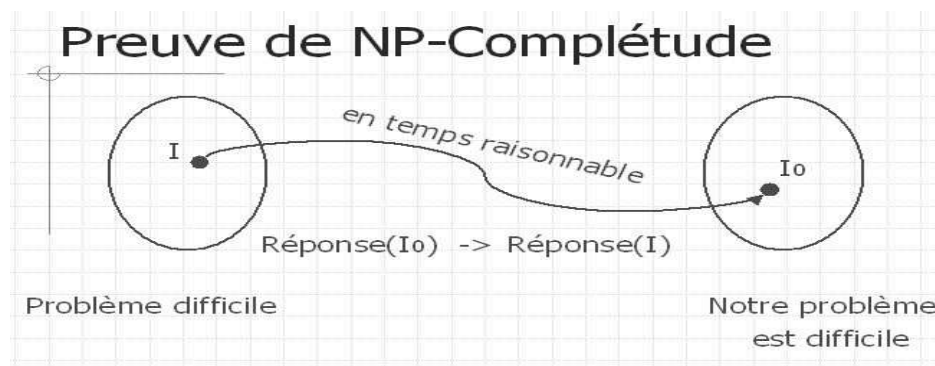 Preuve de NP-Complétude
en temps raisonnable
I
Io
Réponse(Io) -> Réponse(I)
Problème difficile
Notre problème
est difficile